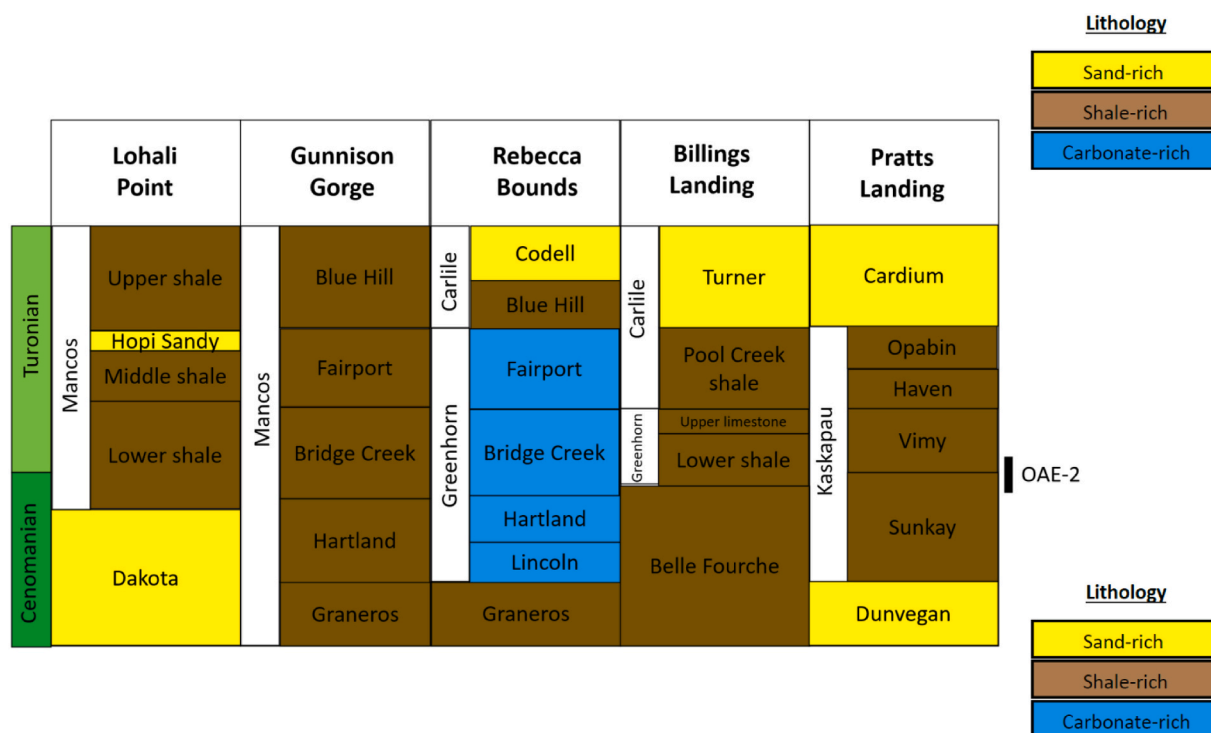 Lithology
Sand-rich
Shale-rich
Carbonate-rich
Lohali
Point
Gunnison
Gorge
Rebecca
Bounds
Billings
Landing
Pratts
Landing
Turonian
Cenomanian
Mancos
Upper shale
Hopi Sandy
Middle shale
Lower shale
Dakota
Mancos
Blue Hill
Fairport
Bridge Creek
Hartland
Graneros
Carlile
Greenhorn
Codell
Blue Hill
Fairport
Bridge Creek
Hartland
Lincoln
Graneros
Carlile
Greenhorn
Turner
Pool Creek
shale
Upper limestone
Lower shale
Belle Fourche
Cardium
Kaskapau
Opabin
Haven
Vimy
Sunkay
Dunvegan
OAE-2
Lithology
Sand-rich
Shale-rich
Carbonate-rich